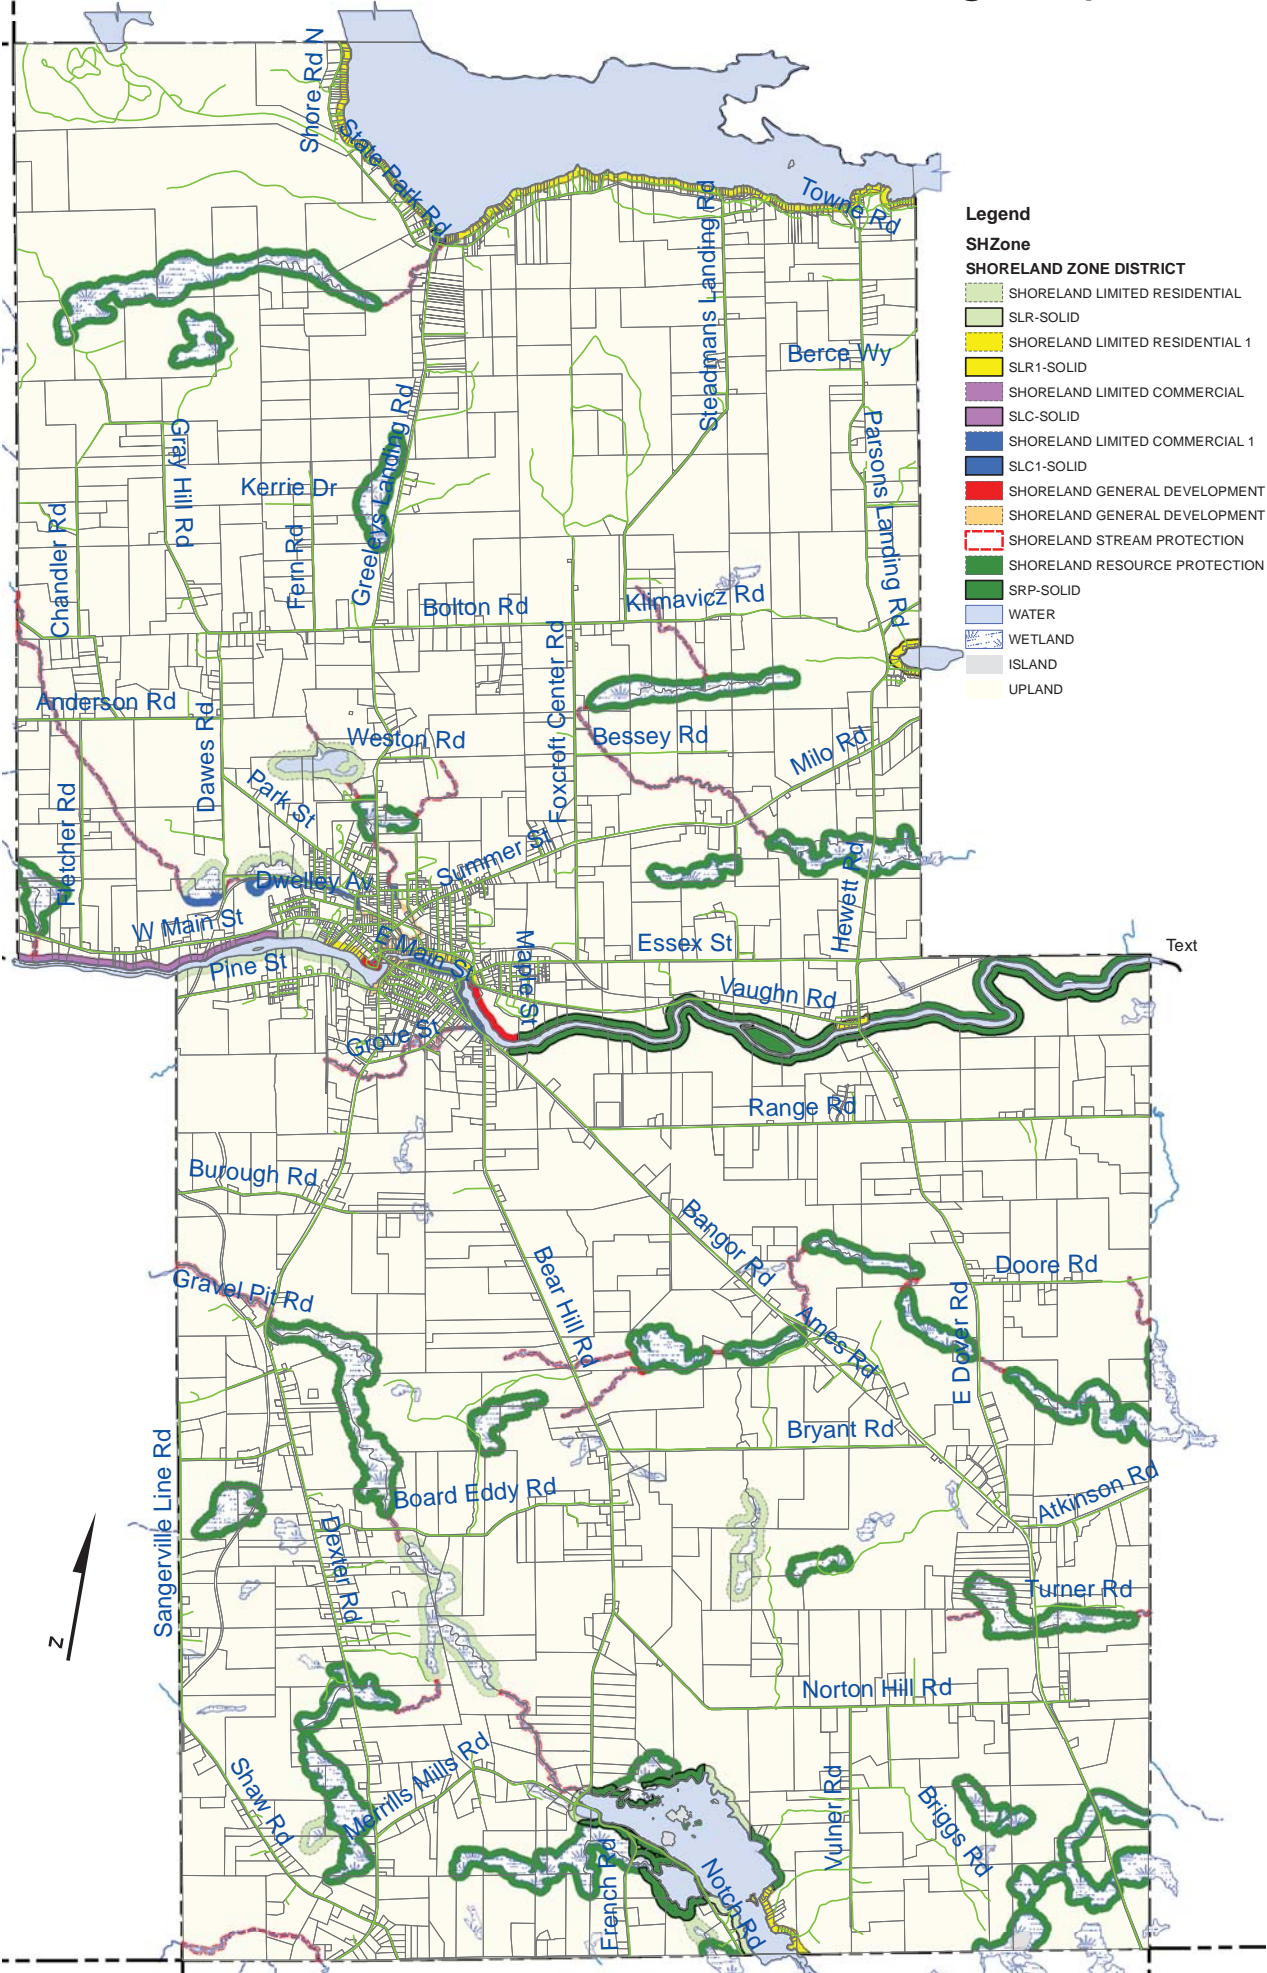 Shore Rd N
State Park Rd
Towne Rd
Steadmans Landing Rd
Berce Wy
Parsons Landing Rd
Gray Hill Rd
Kerrie Dr
Greeleys Landing Rd
Chandler Rd
Fern Rd
Bolton Rd
Klimavicz Rd
Foxcroft Center Rd
Anderson Rd
Dawes Rd
Weston Rd
Bessey Rd
Milo Rd
Park St
Fletcher Rd
Summer St
Dwelley Av
Hewett Rd
W Main St
E Main St
Maple St
Essex St
Pine St
Vaughn Rd
Grove St
Range Rd
Burough Rd
Bangor Rd
Bear Hill Rd
Doore Rd
Gravel Pit Rd
Ames Rd
E Dover Rd
Bryant Rd
Sangerville Line Rd
Board Eddy Rd
Atkinson Rd
Dexter Rd
Turner Rd
Norton Hill Rd
Merrills Mills Rd
Shaw Rd
Vulner Rd
Briggs Rd
French Rd
Notch Rd
Text
Z
Legend
SHZone
SHORELAND ZONE DISTRICT
SHORELAND LIMITED RESIDENTIAL
SLR-SOLID
SHORELAND LIMITED RESIDENTIAL 1
SLR1-SOLID
SHORELAND LIMITED COMMERCIAL
SLC-SOLID
SHORELAND LIMITED COMMERCIAL 1
SLC1-SOLID
SHORELAND GENERAL DEVELOPMENT
SHORELAND GENERAL DEVELOPMENT
SHORELAND STREAM PROTECTION
SHORELAND RESOURCE PROTECTION
SRP-SOLID
WATER
WETLAND
ISLAND
UPLAND